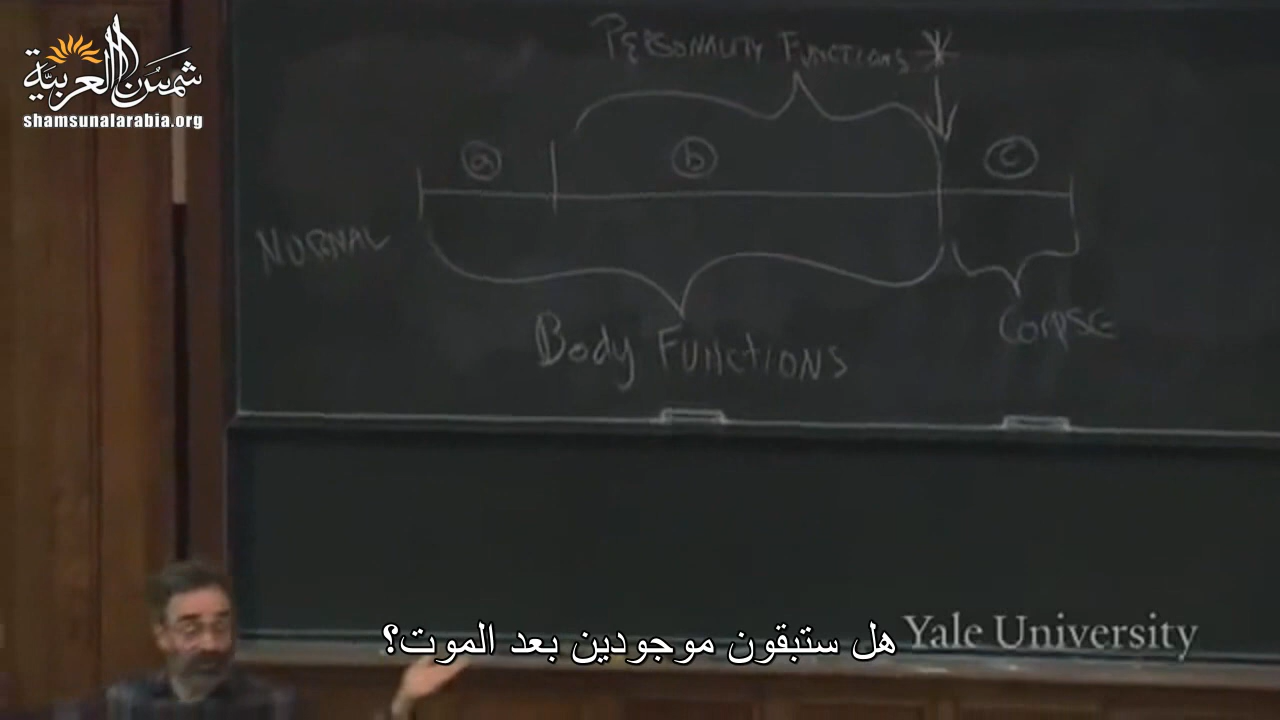 شمس العربية
shamsunalarabia.org
PERSONALITY FUNCTIONS *
a b c
NORMAL
Body FUNCTIONS
CORPSE
هل ستبقون موجودين بعد الموت؟
Yale University